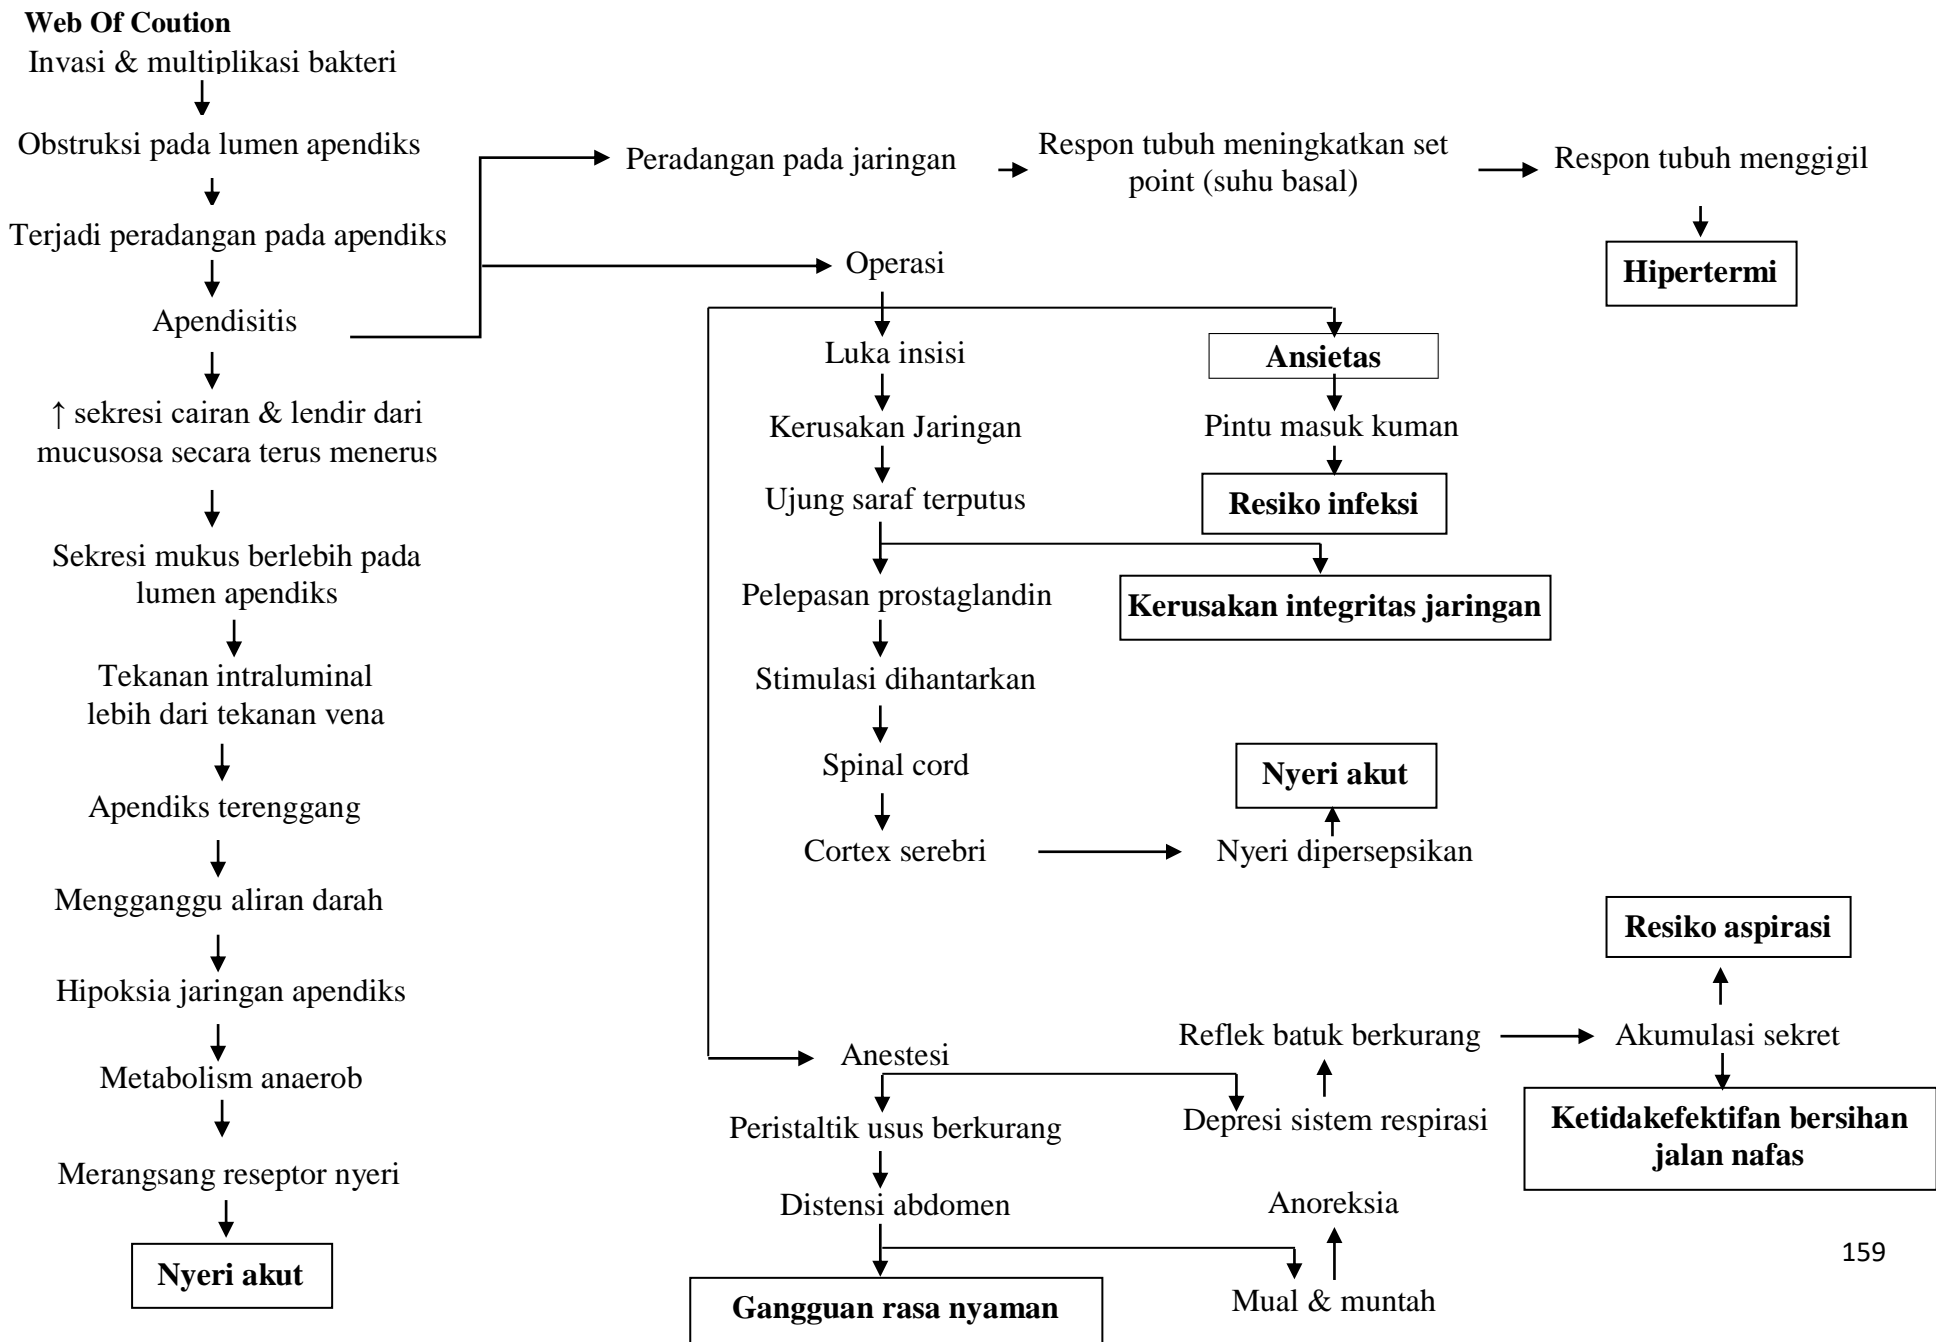 Web Of Coution
Invasi & multiplikasi bakteri
Obstruksi pada lumen apendiks
Terjadi peradangan pada apendiks
Apendisitis
↑ sekresi cairan & lendir dari
mucusosa secara terus menerus
Sekresi mukus berlebih pada
lumen apendiks
Tekanan intraluminal
lebih dari tekanan vena
Apendiks terenggang
Mengganggu aliran darah
Hipoksia jaringan apendiks
Metabolism anaerob
Merangsang reseptor nyeri
Nyeri akut
Peradangan pada jaringan
Respon tubuh meningkatkan set
point (suhu basal)
Respon tubuh menggigil
Hipertermi
Operasi
Luka insisi
Kerusakan Jaringan
Ujung saraf terputus
Pelepasan prostaglandin
Stimulasi dihantarkan
Spinal cord
Cortex serebri
Nyeri dipersepsikan
Nyeri akut
Ansietas
Pintu masuk kuman
Resiko infeksi
Kerusakan integritas jaringan
Anestesi
Peristaltik usus berkurang
Distensi abdomen
Gangguan rasa nyaman
Mual & muntah
Anoreksia
Depresi sistem respirasi
Reflek batuk berkurang
Akumulasi sekret
Resiko aspirasi
Ketidakefektifan bersihan
jalan nafas
159